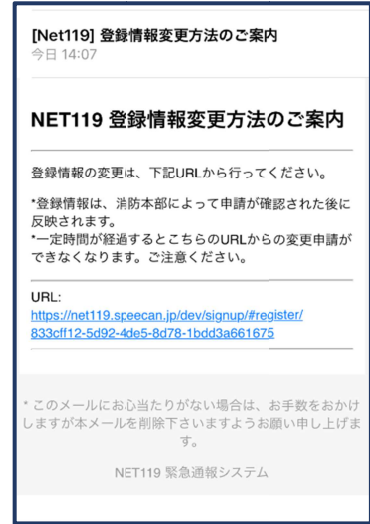 [Net119] 登録情報変更方法のご案内
今日 14:07
NET119 登録情報変更方法のご案内
登録情報の変更は、下記URLから行ってください。
*登録情報は、消防本部によって申請が確認された後に
反映されます。
*一定時間が経過するとこちらのURLからの変更申請が
できなくなります。ご注意ください。
URL:
https://net119.speecan.jp/dev/signup/#register/
833cff12-5d92-4de5-8d78-1bdd3a661675
* このメールにお心当たりがない場合は、お手数をおかけ
しますが本メールを削除下さいますようお願い申し上げま
す。
NET119 緊急通報システム